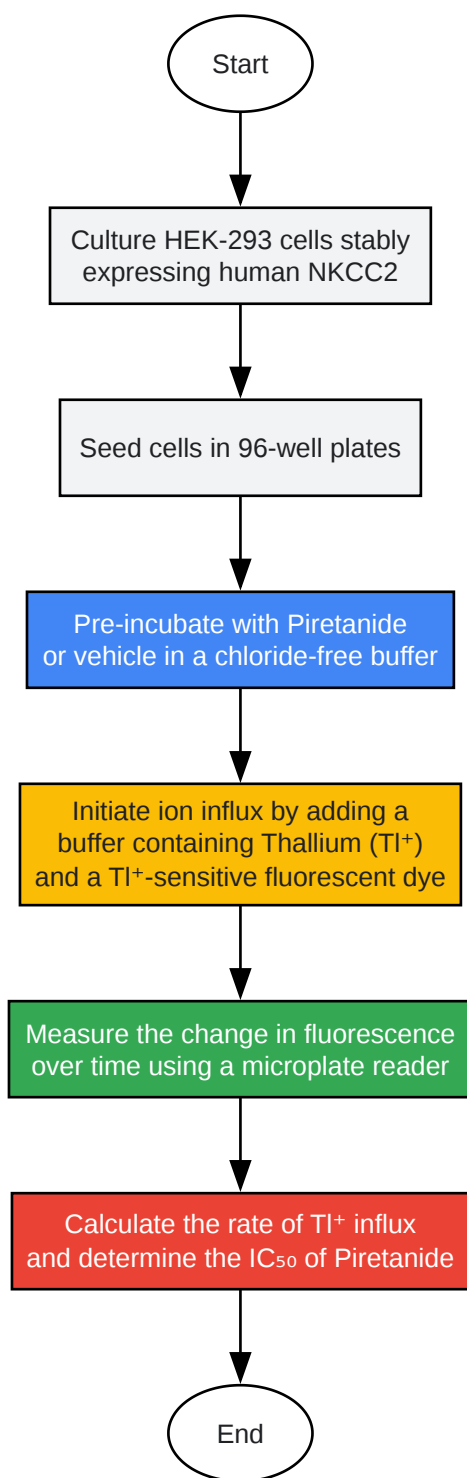 Start
Culture HEK-293 cells stably
expressing human NKCC2
Seed cells in 96-well plates
Pre-incubate with Piretanide
or vehicle in a chloride-free buffer
Initiate ion influx by adding a
buffer containing Thallium (Tl⁺)
and a Tl⁺-sensitive fluorescent dye
Measure the change in fluorescence
over time using a microplate reader
Calculate the rate of Tl⁺ influx
and determine the IC₅₀ of Piretanide
End